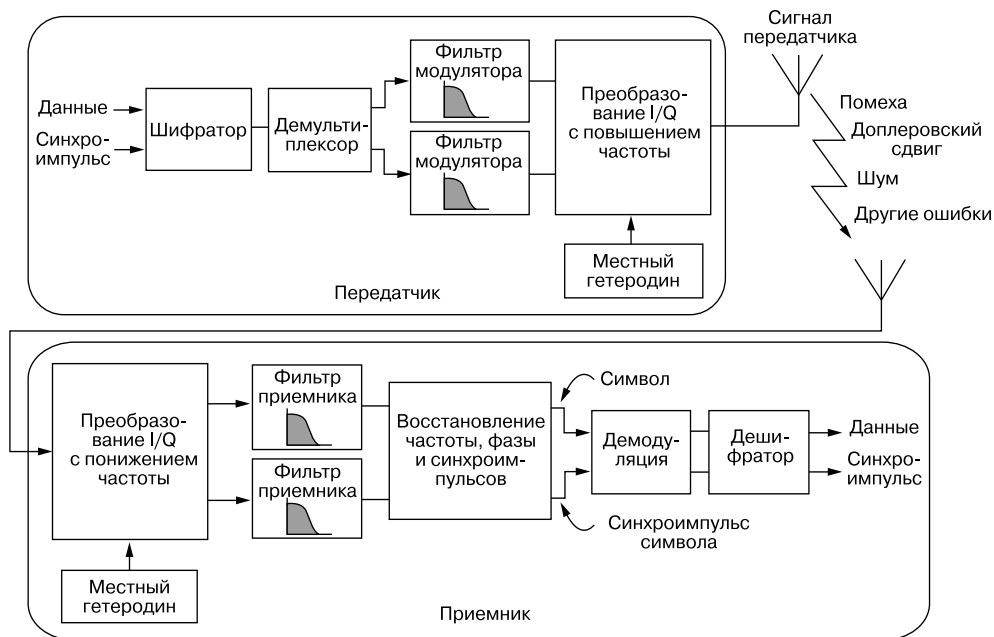 Данные
Синхро-
импульс
Шифратор
Демульти-
плексор
Фильтр
модулятора
Фильтр
модулятора
Преобразо-
вание I/Q
с повышением
частоты
Местный
гетеродин
Передатчик
Сигнал
передатчика
Помеха
Доплеровский
сдвиг
Шум
Другие ошибки
Преобразо-
вание I/Q
с понижением
частоты
Местный
гетеродин
Фильтр
приемника
Фильтр
приемника
Восстановление
частоты, фазы
и синхроим-
пульсов
Символ
Синхроимпульс
символа
Демоду-
ляция
Деши-
фратор
Данные
Синхро-
импульс
Приемник